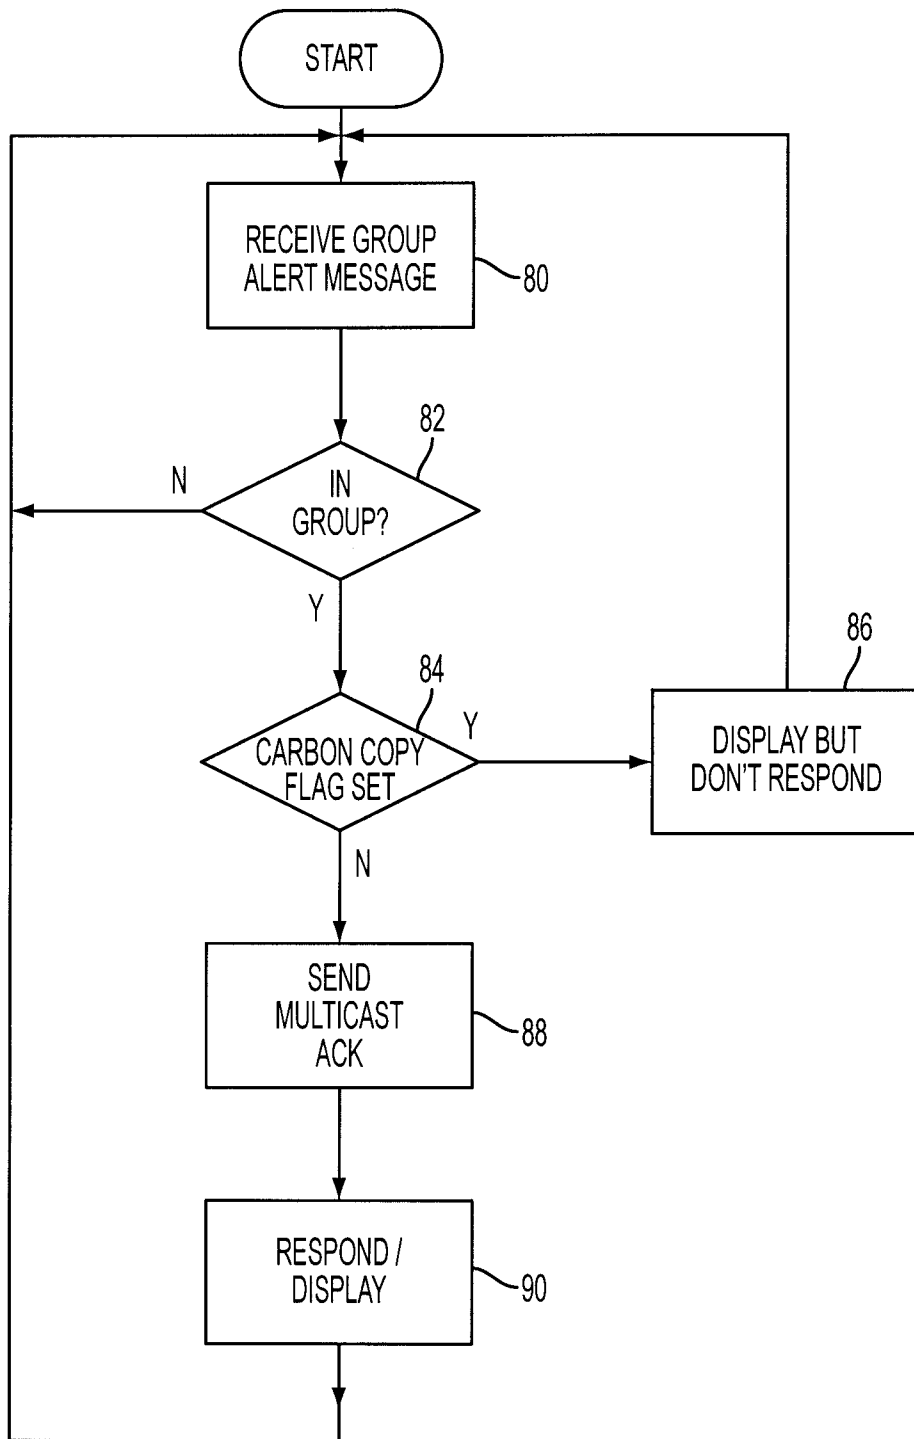 START
RECEIVE GROUP
ALERT MESSAGE
80
82
N
IN
GROUP?
Y
84
Y
CARBON COPY
FLAG SET
86
DISPLAY BUT
DON'T RESPOND
N
SEND
MULTICAST
ACK
88
RESPOND /
DISPLAY
90